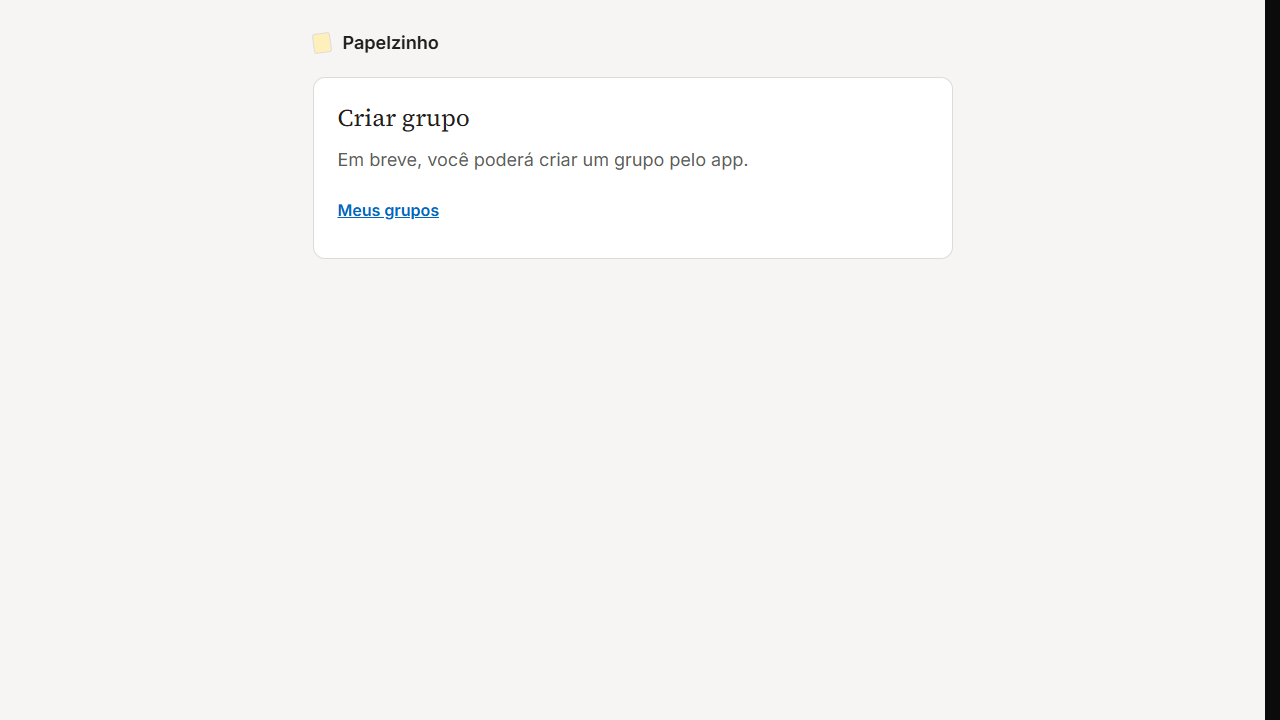 Papelzinho
Criar grupo
Em breve, você poderá criar um grupo pelo app.
Meus grupos